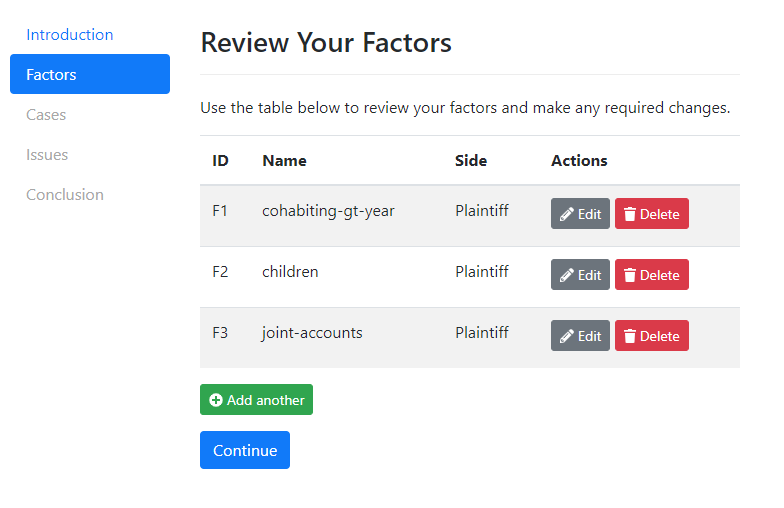 Introduction
Factors
Cases
Issues
Conclusion
Review Your Factors
Use the table below to review your factors and make any required changes.
ID Name Side Actions
F1 cohabiting-gt-year Plaintiff Edit Delete
F2 children Plaintiff Edit Delete
F3 joint-accounts Plaintiff Edit Delete
Add another
Continue